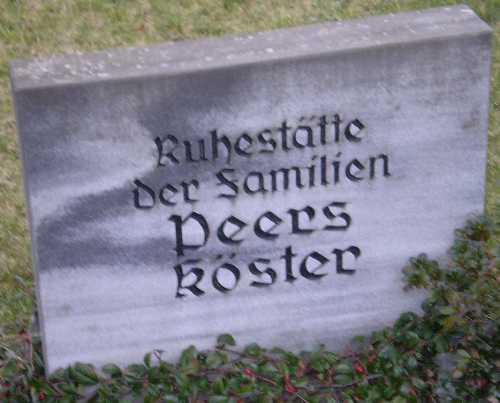 Ruhestätte
der Familien
Peers
Köster